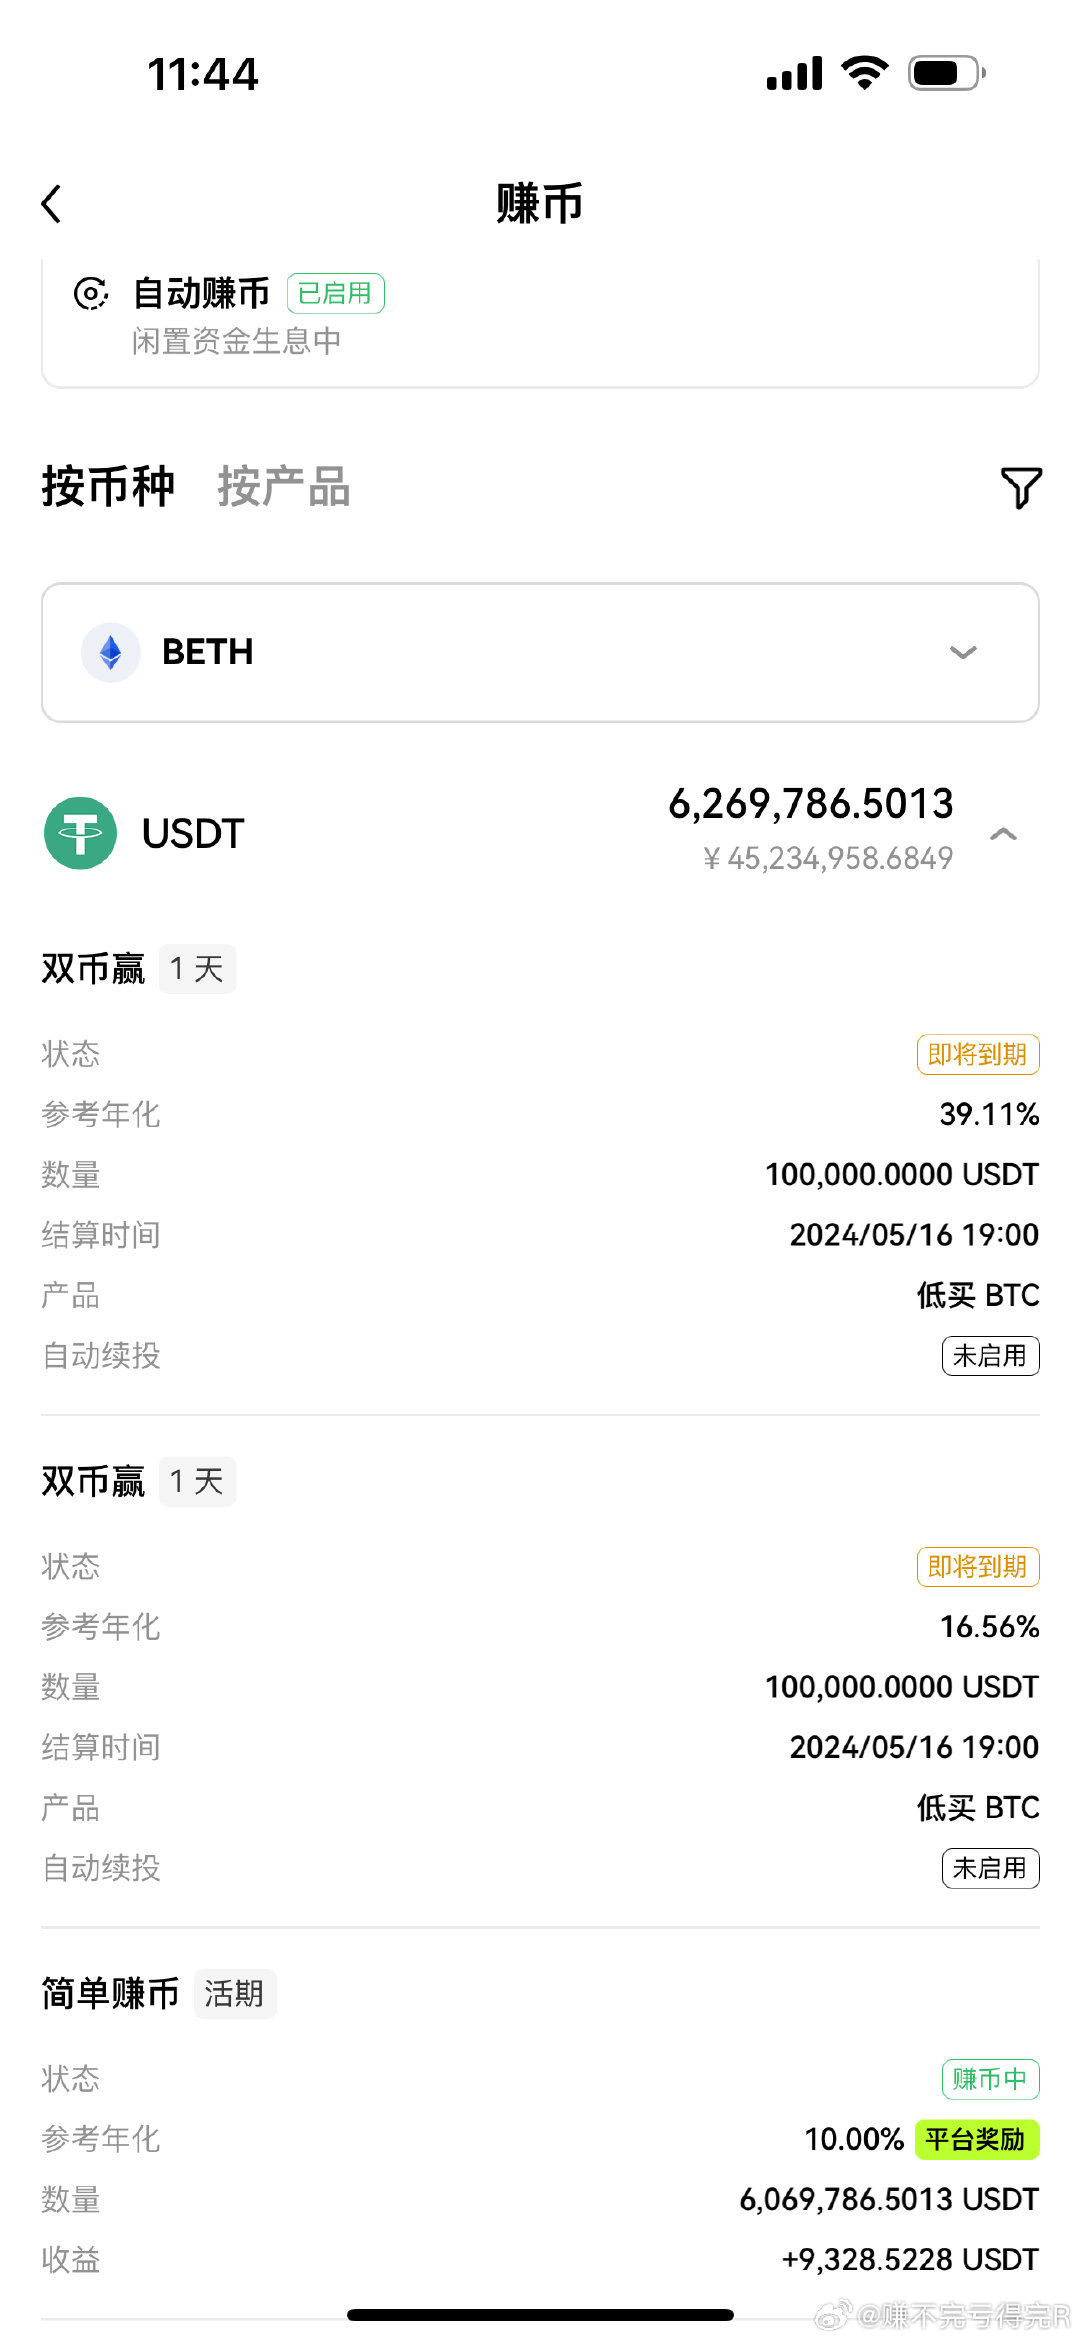 11:44
赚币
自动赚币 已启用
闲置资金生息中
按币种 按产品
BETH
USDT 6,269,786.5013
¥ 45,234,958.6849
双币赢 1 天
状态 即将到期
参考年化 39.11%
数量 100,000.0000 USDT
结算时间 2024/05/16 19:00
产品 低买 BTC
自动续投 未启用
双币赢 1 天
状态 即将到期
参考年化 16.56%
数量 100,000.0000 USDT
结算时间 2024/05/16 19:00
产品 低买 BTC
自动续投 未启用
简单赚币 活期
状态 赚币中
参考年化 10.00% 平台奖励
数量 6,069,786.5013 USDT
收益 +9,328.5228 USDT
@赚不完亏得完R